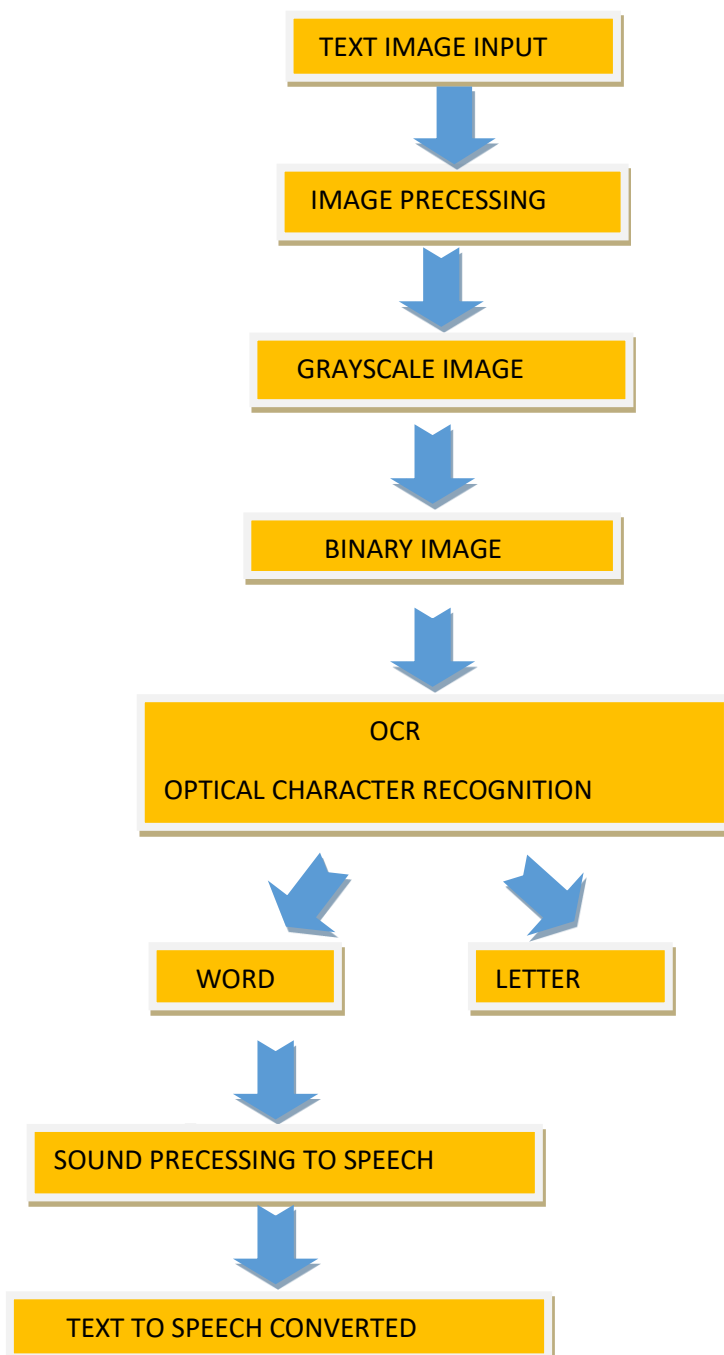 TEXT IMAGE INPUT
IMAGE PRECESSING
GRAYSCALE IMAGE
BINARY IMAGE
OCR
OPTICAL CHARACTER RECOGNITION
WORD
LETTER
SOUND PRECESSING TO SPEECH
TEXT TO SPEECH CONVERTED